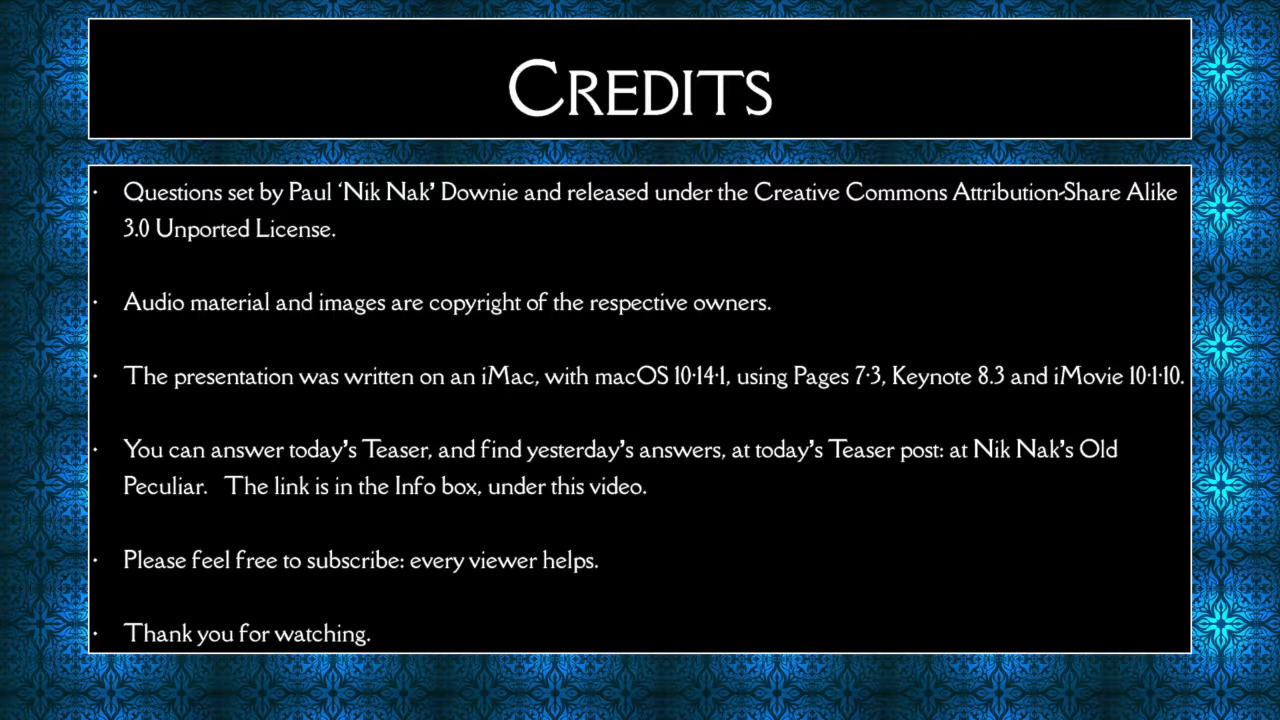 CREDITS
• Questions set by Paul ‘Nik Nak’ Downie and released under the Creative Commons Attribution-Share Alike
3.0 Unported License.
• Audio material and images are copyright of the respective owners.
• The presentation was written on an iMac, with macOS 10·14·1, using Pages 7·3, Keynote 8.3 and iMovie 10·1·10.
• You can answer today’s Teaser, and find yesterday’s answers, at today’s Teaser post: at Nik Nak’s Old
Peculiar.   The link is in the Info box, under this video.
• Please feel free to subscribe: every viewer helps.
• Thank you for watching.